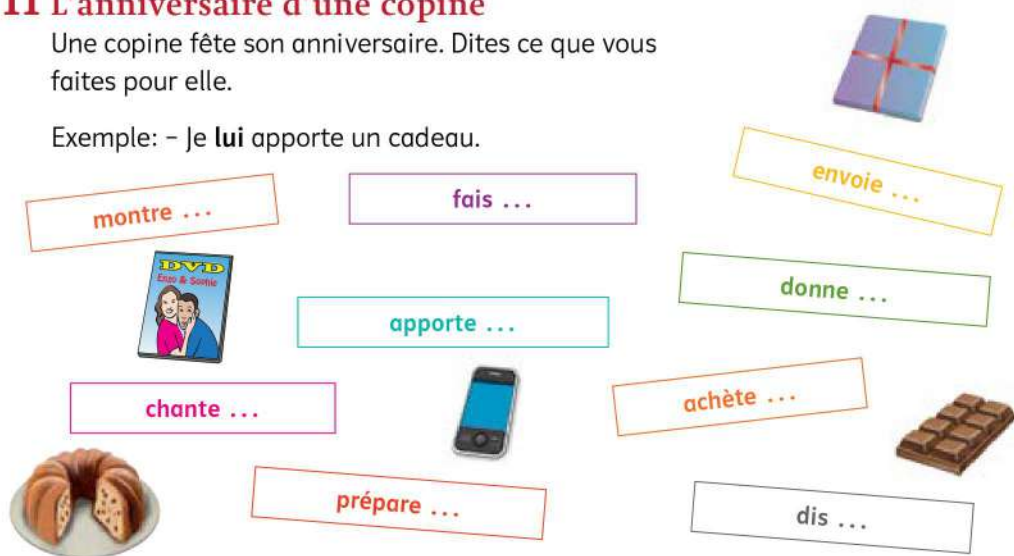 11 L'anniversaire d'une copine
Une copine fête son anniversaire. Dites ce que vous
faites pour elle.
Exemple: – Je lui apporte un cadeau.
montre ...
fais ...
envoie ...
DVD
Enzo & Sophie
apporte ...
donne ...
chante ...
achète ...
prépare ...
dis ...